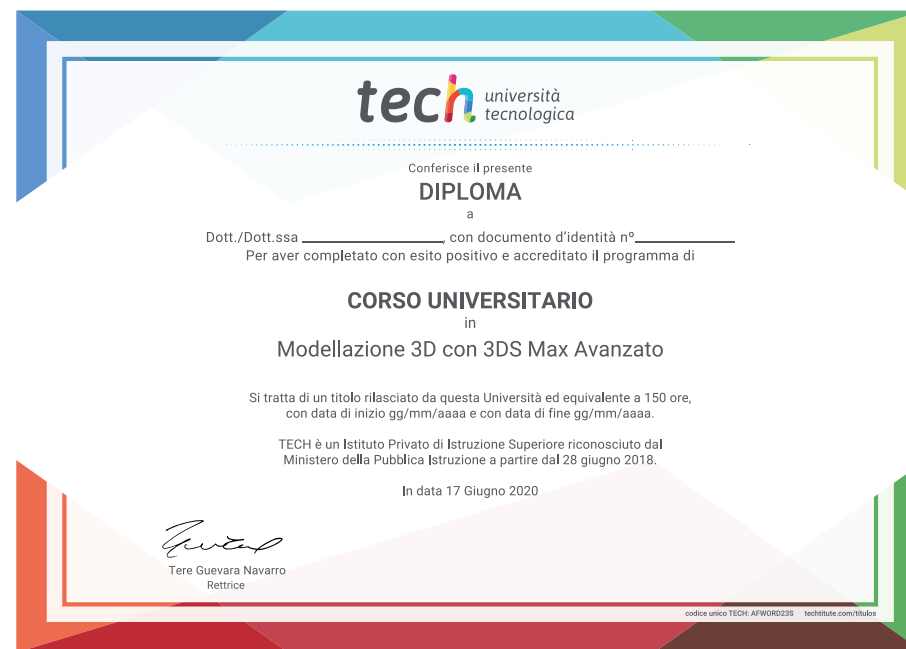 tech università
tecnologica
Conferisce il presente
DIPLOMA
a
Dott./Dott.ssa ____________________, con documento d'identità nº______________
Per aver completato con esito positivo e accreditato il programma di
CORSO UNIVERSITARIO
in
Modellazione 3D con 3DS Max Avanzato
Si tratta di un titolo rilasciato da questa Università ed equivalente a 150 ore,
con data di inizio gg/mm/aaaa e con data di fine gg/mm/aaaa.
TECH è un Istituto Privato di Istruzione Superiore riconosciuto dal
Ministero della Pubblica Istruzione a partire dal 28 giugno 2018.
In data 17 Giugno 2020
Tere Guevara Navarro
Rettrice
codice unico TECH: AFWORD23S techtitute.com/titulos